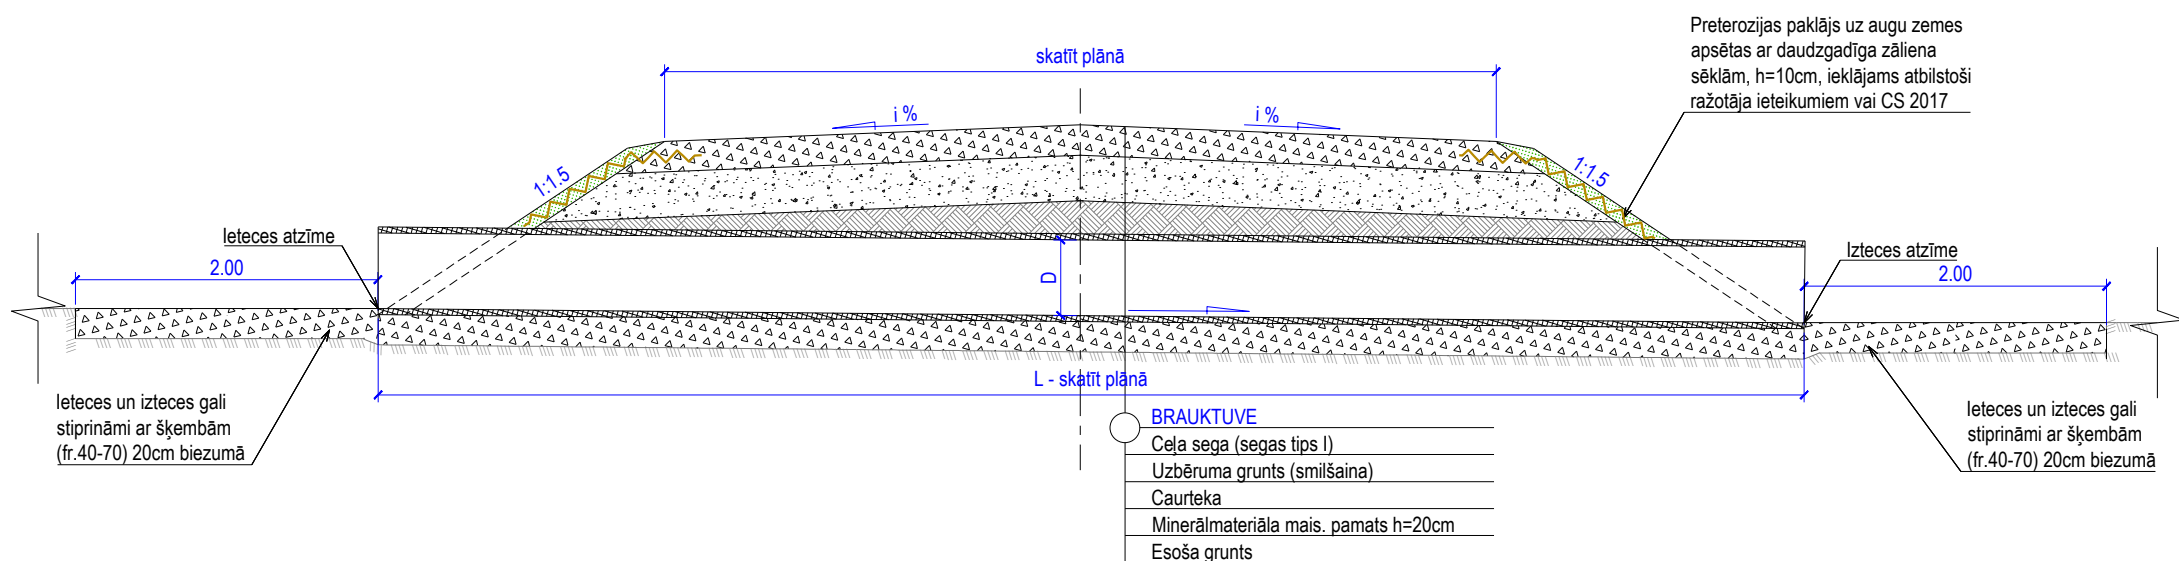 skatīt plānā
Preterozijas paklājs uz augu zemes
apsētas ar daudzgadīga zāliena
sēklām, h=10cm, ieklājams atbilstoši
ražotāja ieteikumiem vai CS 2017
i %
i %
1:1.5
1:1.5
Ieteces atzīme
Izteces atzīme
2.00
2.00
D
L - skatīt plānā
Ieteces un izteces gali
stiprināmi ar šķembām
(fr.40-70) 20cm biezumā
BRAUKTUVE
Ceļa sega (segas tips I)
Uzbēruma grunts (smilšaina)
Caurteka
Minerālmateriāla mais. pamats h=20cm
Esoša grunts
Ieteces un izteces gali
stiprināmi ar šķembām
(fr.40-70) 20cm biezumā